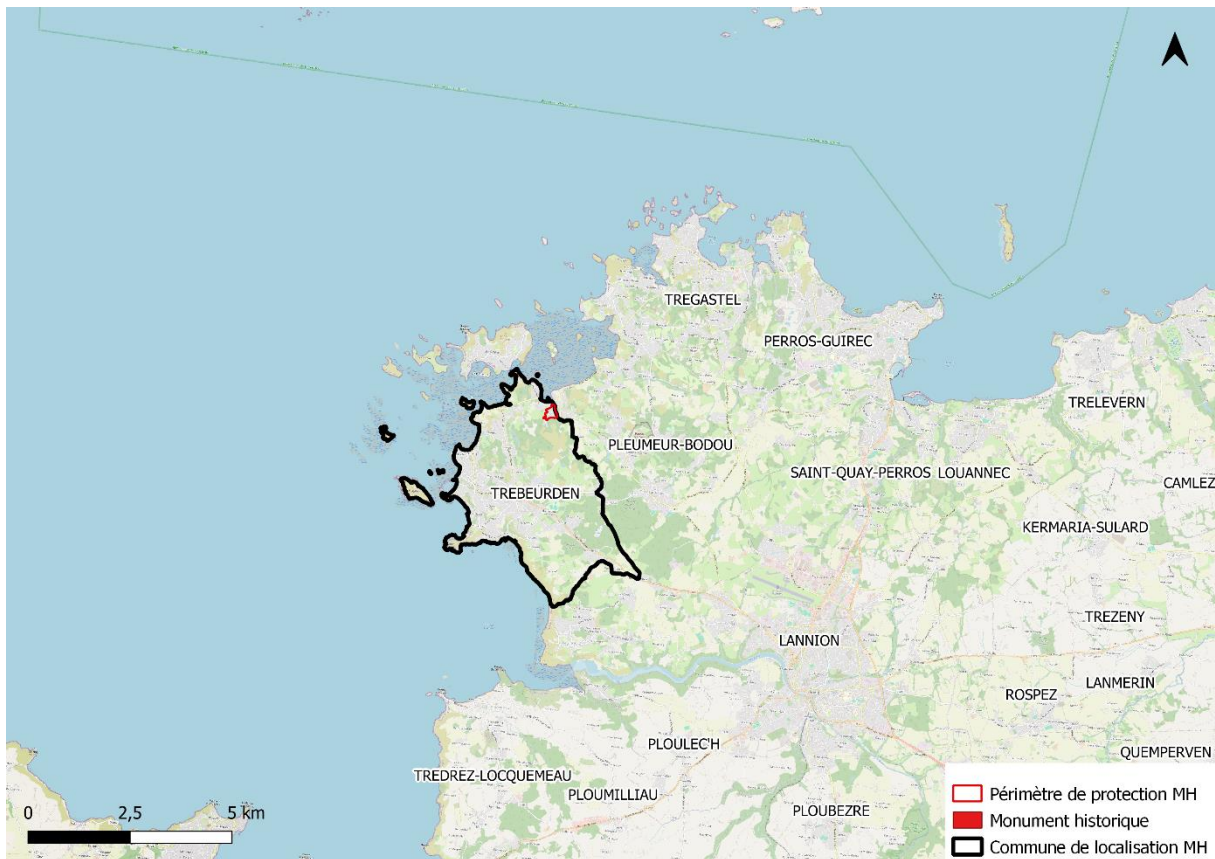 TREGASTEL
PERROS-GUIREC
TRELEVERN
PLEUMEUR-BODOU
SAINT-QUAY-PERROS LOUANNEC
CAMLEZ
TREBEURDEN
KERMARIA-SULARD
TREZENY
LANNION
LANMERIN
ROSPEZ
PLOULEC'H
QUEMPERVEN
TREDREZ-LOCQUEMEAU
PLOUMILLIAU
PLOUBEZRE
0 2,5 5 km
Périmètre de protection MH
Monument historique
Commune de localisation MH